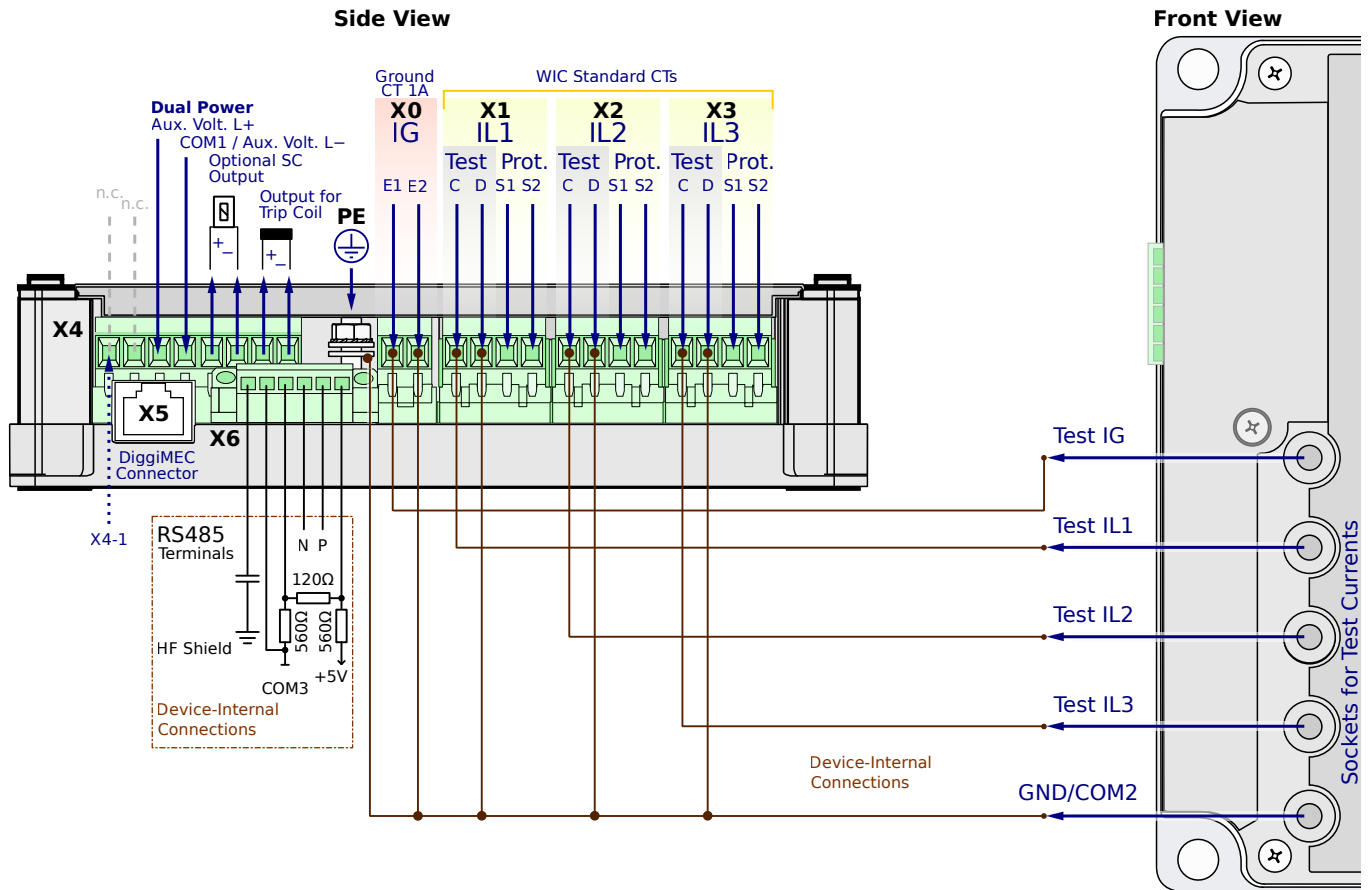 Side View
Front View
Ground
CT 1A
WIC Standard CTs
Dual Power
Aux. Volt. L+
COM1 / Aux. Volt. L−
Optional SC
Output
Output for
Trip Coil
n.c.
n.c.
+
−
+
−
PE
X0
IG
E1 E2
X1
IL1
Test Prot.
C D S1 S2
X2
IL2
Test Prot.
C D S1 S2
X3
IL3
Test Prot.
C D S1 S2
X4
X5
X6
DiggiMEC
Connector
X4-1
RS485
Terminals
N P
120Ω
560Ω
560Ω
HF Shield
COM3
+5V
Device-Internal
Connections
Test IG
Test IL1
Test IL2
Test IL3
GND/COM2
Device-Internal
Connections
Sockets for Test Currents